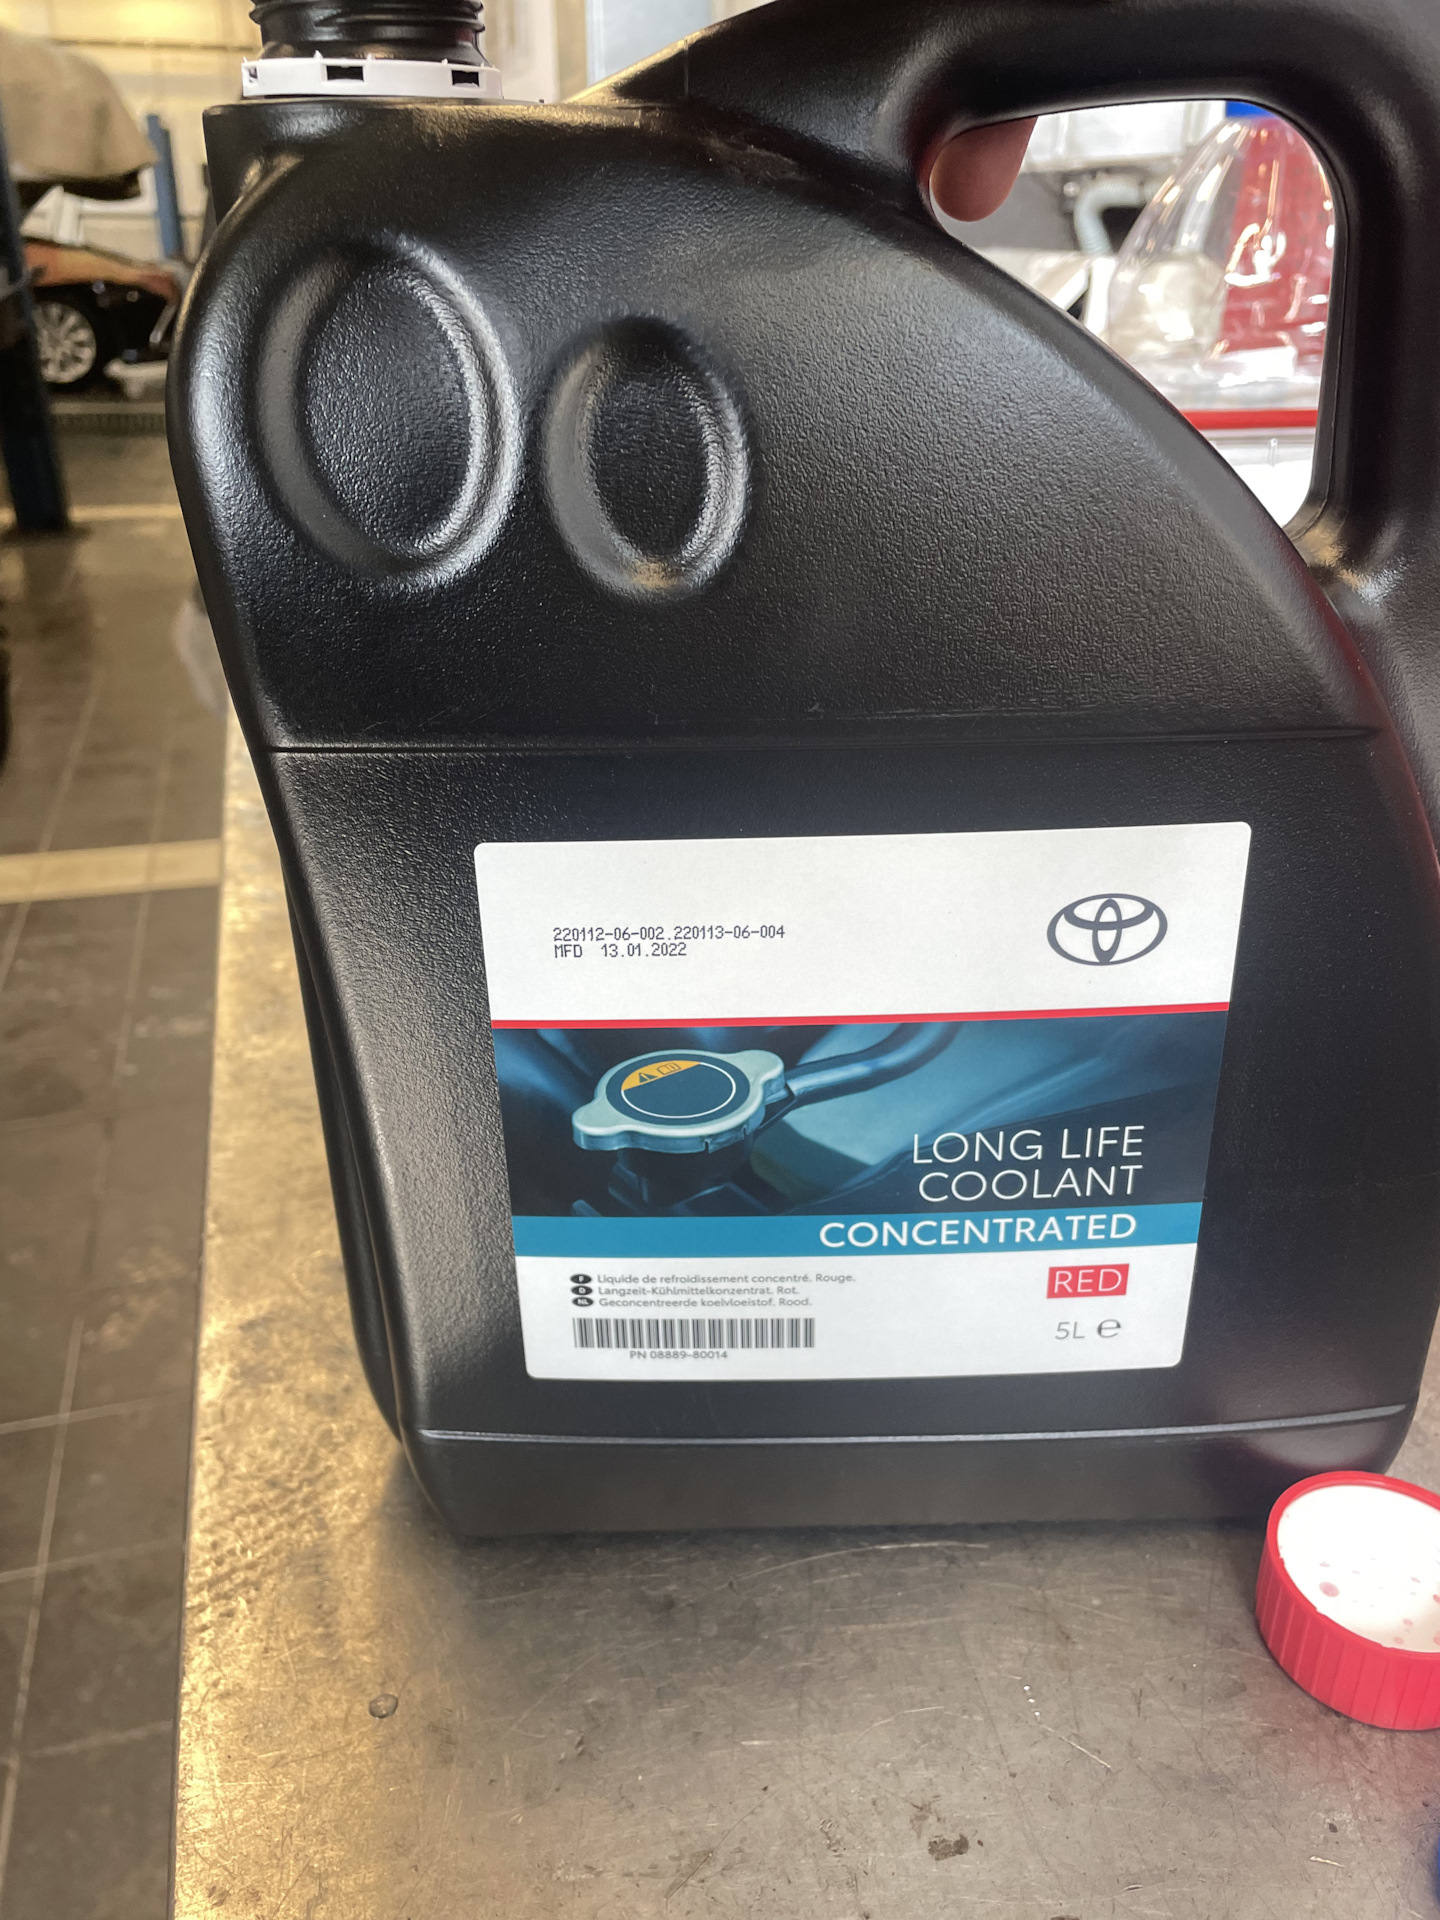 220112-06-002,220113-06-004
MFD 13.01.2022
LONG LIFE
COOLANT
CONCENTRATED
RED
F Liquide de refroidissement concentré. Rouge.
D Langzeit-Kühlmittelkonzentrat. Rot.
NL Geconcentreerde koelvloeistof. Rood.
PN 08889-80014
5L e